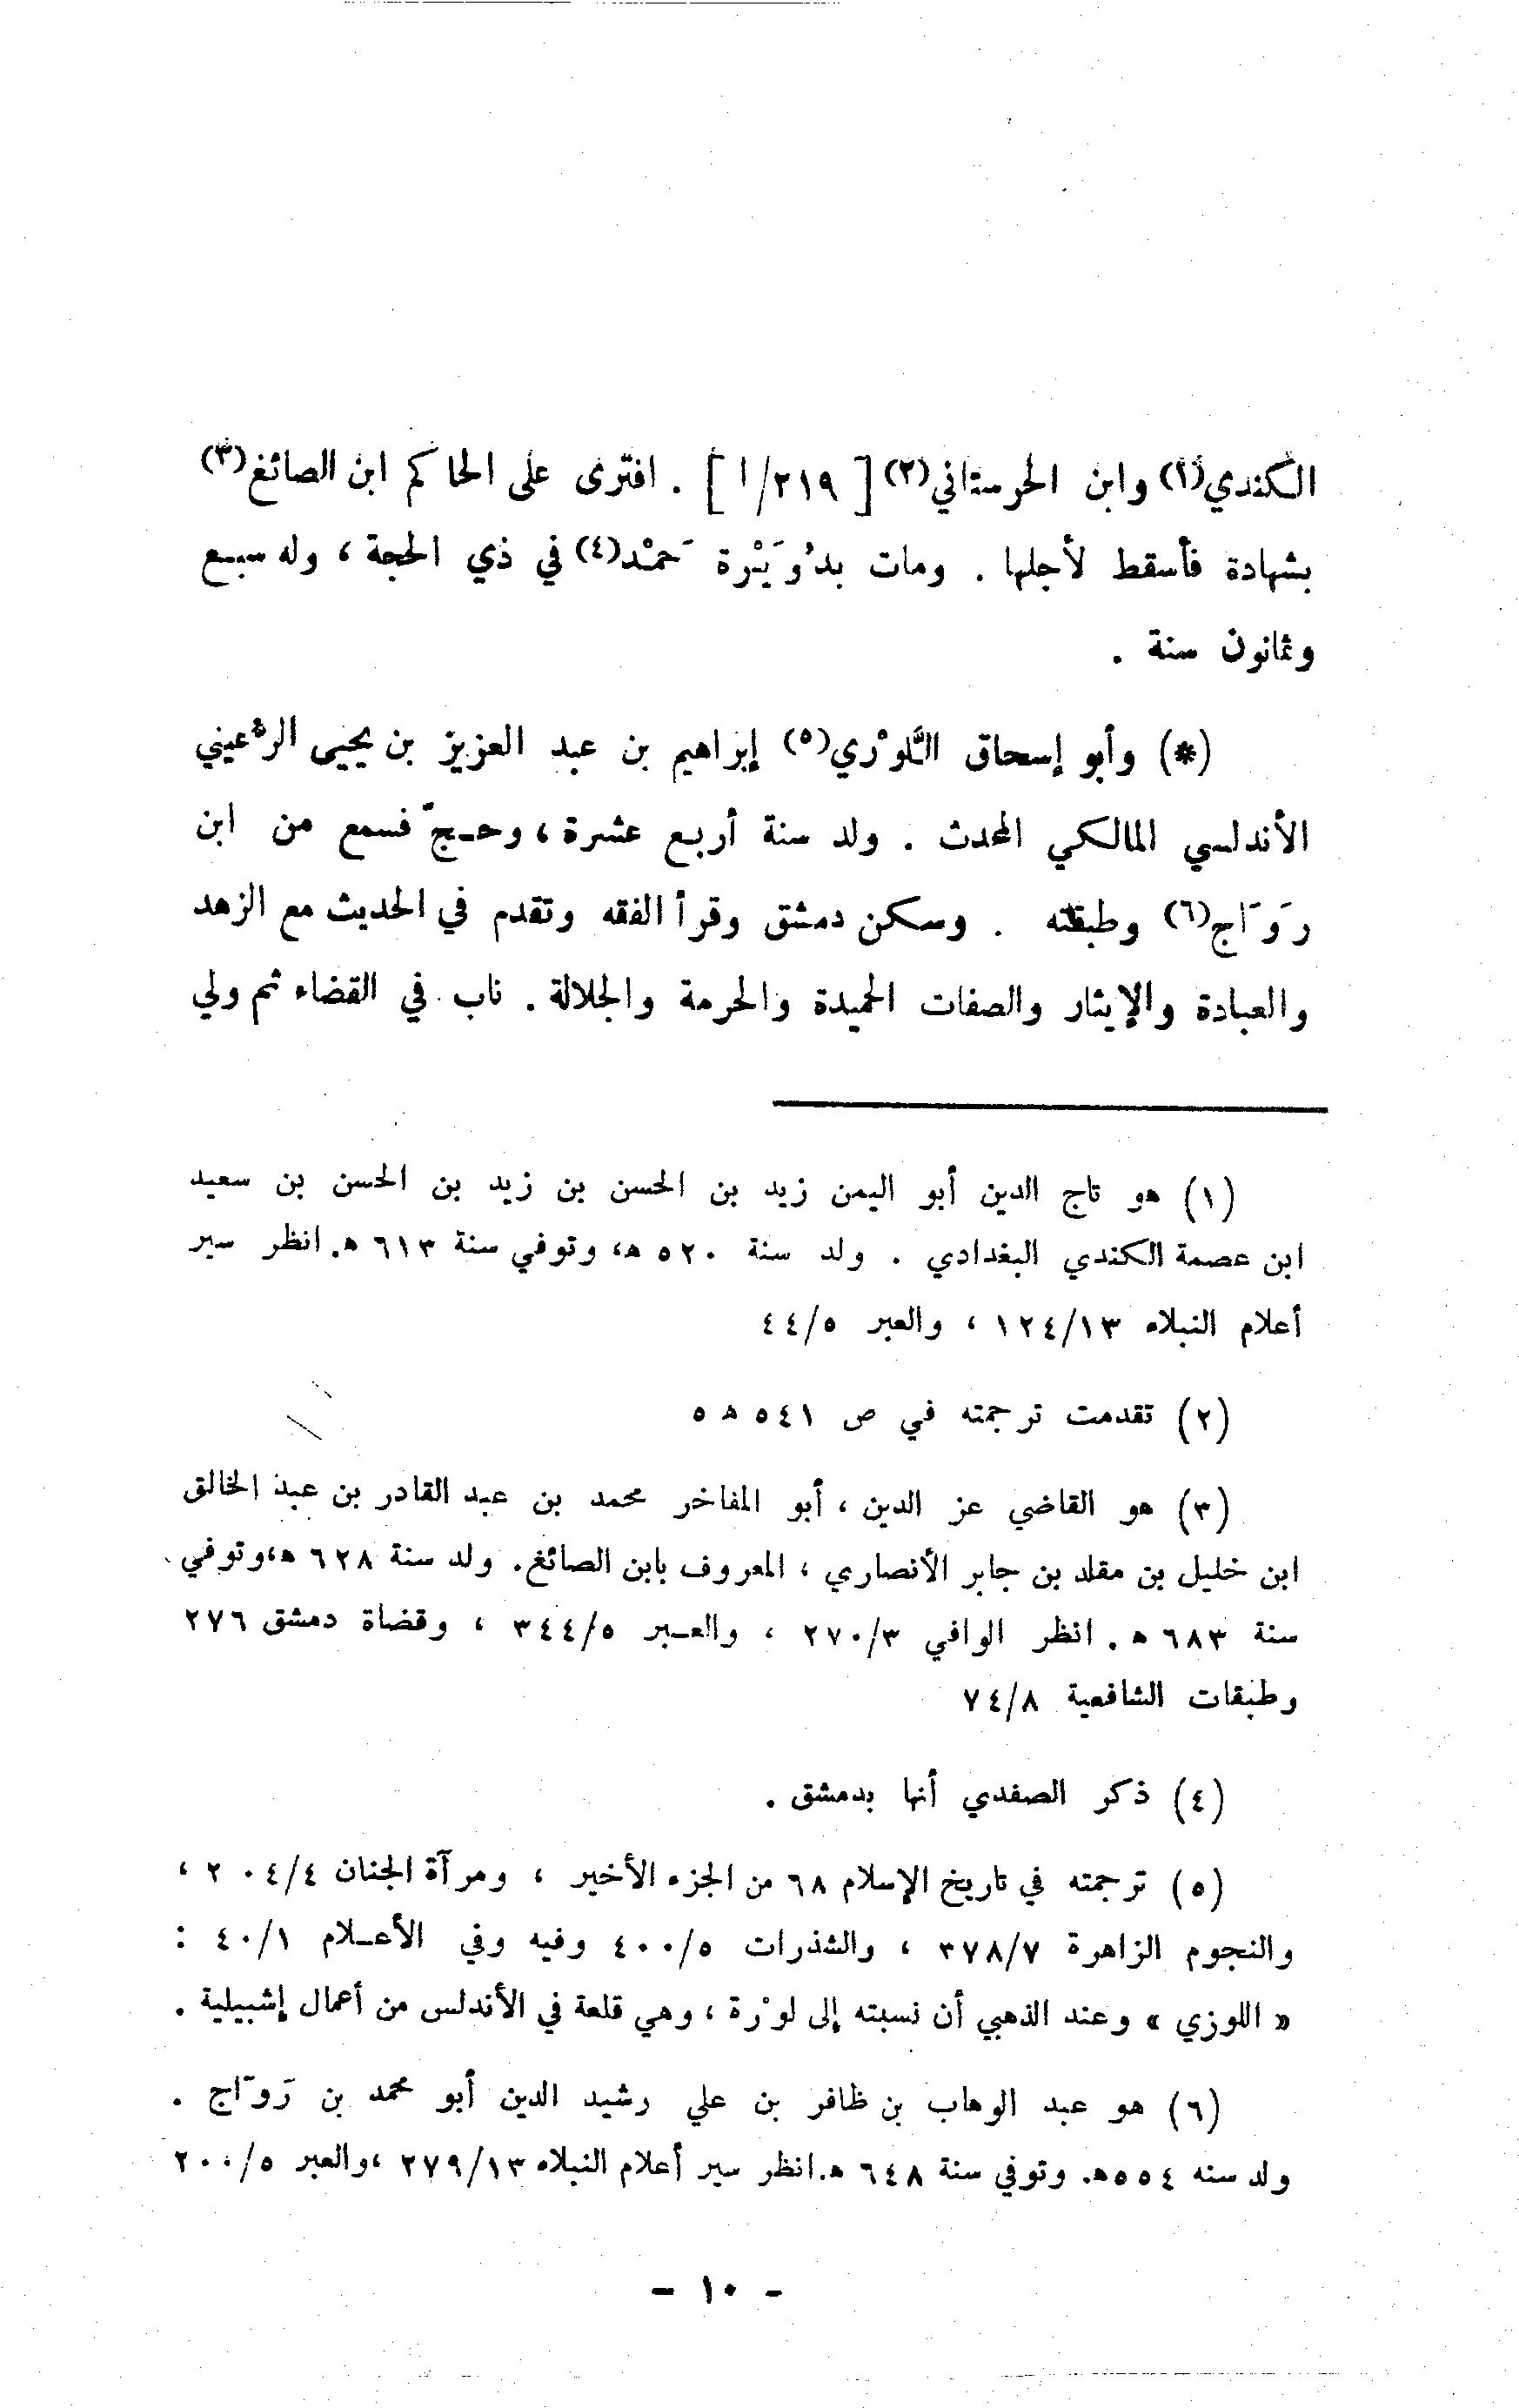 الكندي(١) وابن الحرستاني(٢) [ ٢١٩/ ا ] . افترى على الحاكم ابن الصائغ(٣)
بشهادة فأسقط لأجلها . ومات بدُوَيْرة حَمْد(٤) في ذي الحجة ، وله سبع
وثمانون سنة .
(*) وأبو إسحاق اللَّوْري(٥) إبراهيم بن عبد العزيز بن يحيى الرُّعيني
الأندلسي المالكي المحدث . ولد سنة أربع عشرة ، وحـجّ فسمع من ابن
رَوَاج(٦) وطبقته . وسكن دمشق وقرأ الفقه وتقدم في الحديث مع الزهد
والعبادة والإيثار والصفات الحميدة والحرمة والجلالة . ناب في القضاء ثم ولي
(١) هو تاج الدين أبو اليمن زيد بن الحسن بن زيد بن الحسن بن سعيد
ابن عصمة الكندي البغدادي . ولد سنة ٥٢٠ ه‍ ، وتوفي سنة ٦١٣ ه‍ . انظر سير
أعلام النبلاء ١٢٤/١٣ ، والعبر ٤٤/٥
(٢) تقدمت ترجمته في ص ٥٤١ ه‍ ٥
(٣) هو القاضي عز الدين ، أبو المفاخر محمد بن عبد القادر بن عبد الخالق
ابن خليل بن مقلد بن جابر الأنصاري ، المعروف بابن الصائغ . ولد سنة ٦٢٨ ه‍ ، وتوفي
سنة ٦٨٣ ه‍ . انظر الوافي ٢٧٠/٣ ، والعـبر ٣٤٤/٥ ، وقضاة دمشق ٢٧٦
وطبقات الشافعية ٧٤/٨
(٤) ذكر الصفدي أنها بدمشق .
(٥) ترجمته في تاريخ الإسلام ٦٨ من الجزء الأخير ، ومرآة الجنان ٢٠٤/٤ ،
والنجوم الزاهرة ٣٧٨/٧ ، والشذرات ٤٠٠/٥ وفيه وفي الأعـلام ٤٠/١ :
« اللوزي » وعند الذهبي أن نسبته إلى لوْرة ، وهي قلعة في الأندلس من أعمال إشبيلية .
(٦) هو عبد الوهاب بن ظافر بن علي رشيد الدين أبو محمد بن رَوَاج .
ولد سنه ٥٥٤ه‍ . وتوفي سنة ٦٤٨ ه‍ . انظر سير أعلام النبلاء ٢٧٩/١٣ ، والعبر ٢٠٠/٥
- ١٠ -